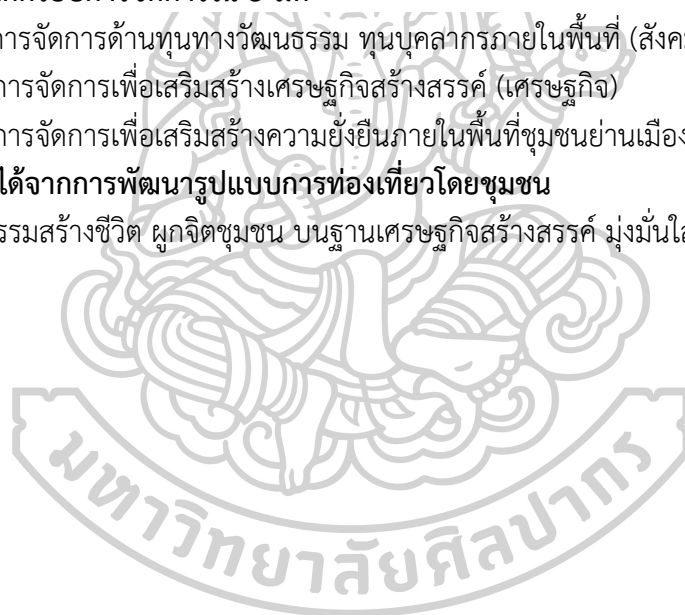 การจัดการด้านทุนทางวัฒนธรรม ทุนบุคลากรภายในพื้นที่
การจัดการเพื่อเสริมสร้างเศรษฐกิจสร้างสรรค์ (เศรษฐกิจ)
การจัดการเพื่อเสริมสร้างความยั่งยืนภายในพื้นที่ชุมชนย่านเมือง
ได้จากการพัฒนารูปแบบการท่องเที่ยวโดยชุมชน
รรมสร้างชีวิต ผูกจิตชุมชน บนฐานเศรษฐกิจสร้างสรรค์ มุ่งมั่น
มหาวิทยาลัยศิลปากร